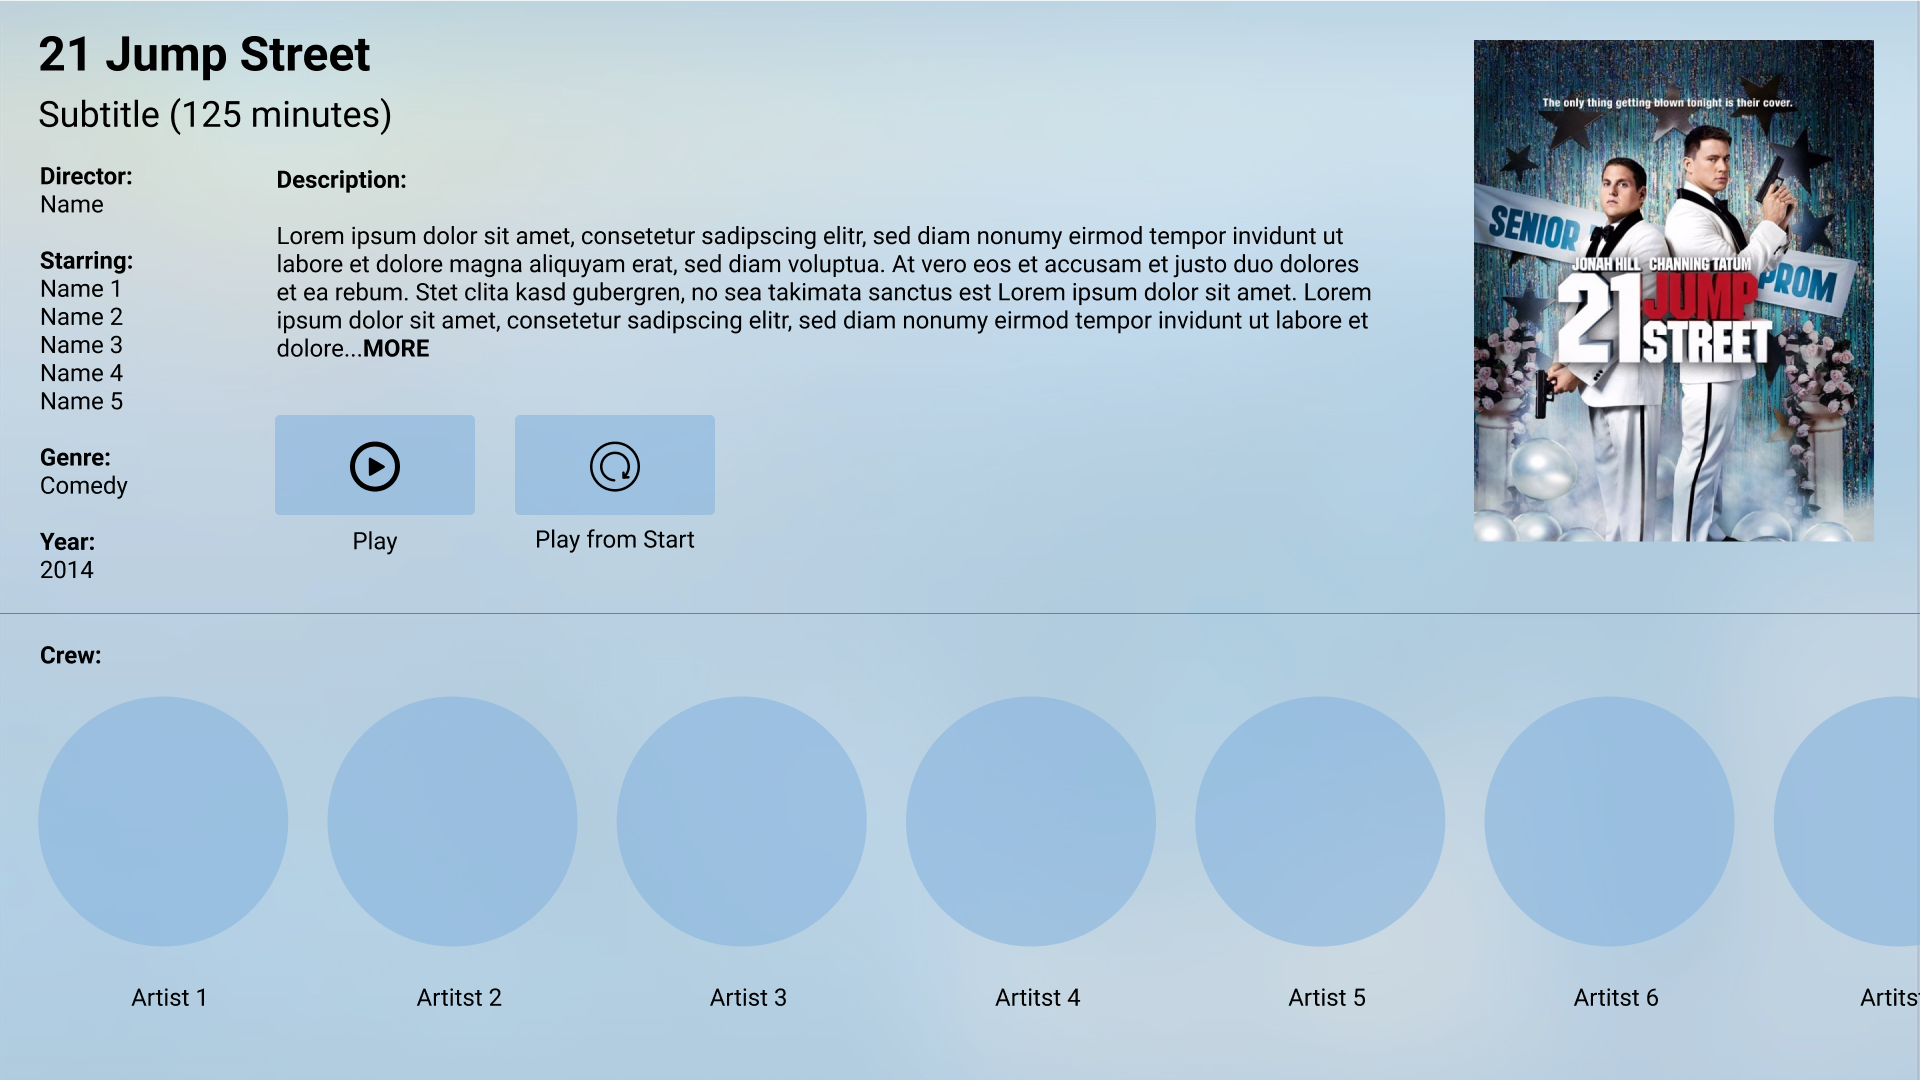 21 Jump Street
Subtitle (125 minutes)
Director:
Name
Starring:
Name 1
Name 2
Name 3
Name 4
Name 5
Genre:
Comedy
Year:
2014
Description:
Lorem ipsum dolor sit amet, consetetur sadipscing elitr, sed diam nonumy eirmod tempor invidunt ut
labore et dolore magna aliquyam erat, sed diam voluptua. At vero eos et accusam et justo duo dolores
et ea rebum. Stet clita kasd gubergren, no sea takimata sanctus est Lorem ipsum dolor sit amet. Lorem
ipsum dolor sit amet, consetetur sadipscing elitr, sed diam nonumy eirmod tempor invidunt ut labore et
dolore...MORE
Play
Play from Start
The only thing getting blown tonight is their cover.
SENIOR PROM
JONAH HILL CHANNING TATUM
21 JUMP
STREET
Crew:
Artist 1
Artitst 2
Artist 3
Artitst 4
Artist 5
Artitst 6
Artits